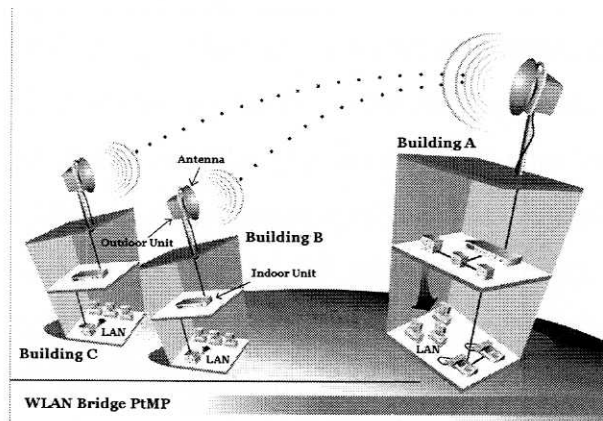 Building A
Antenna
Outdoor Unit
Building B
Indoor Unit
LAN
LAN
LAN
Building C
WLAN Bridge PtMP